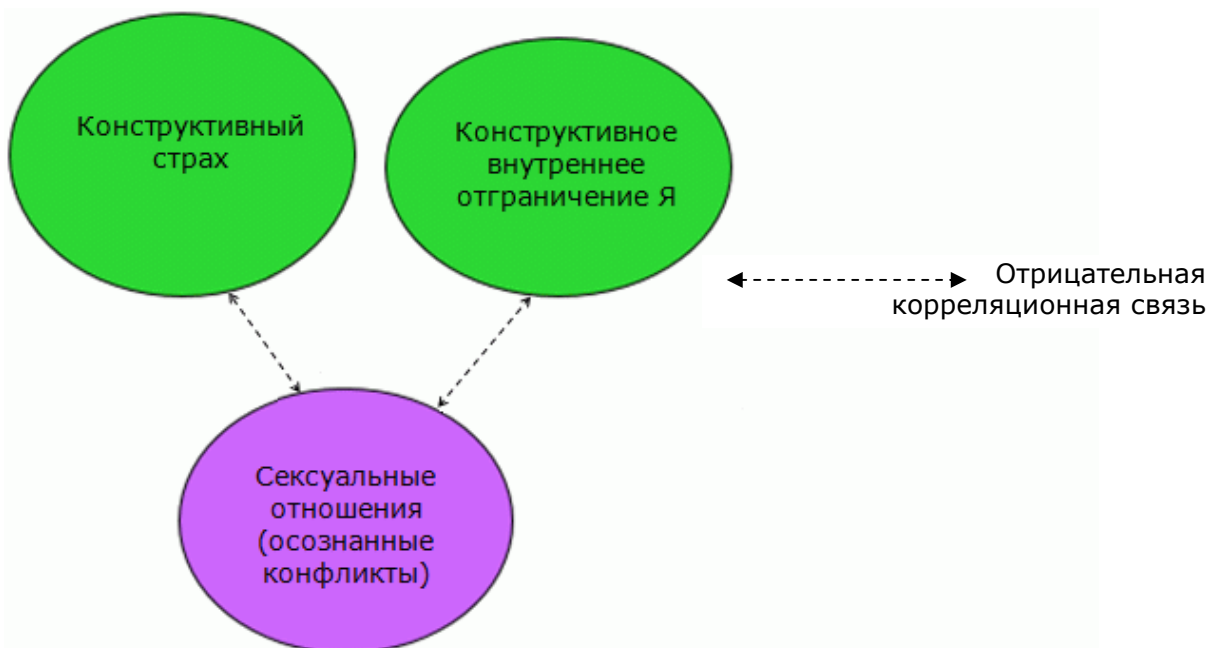 Конструктивный
страх
Конструктивное
внутреннее
отграничение Я
Отрицательная
корреляционная связь
Сексуальные
отношения
(осознанные
конфликты)